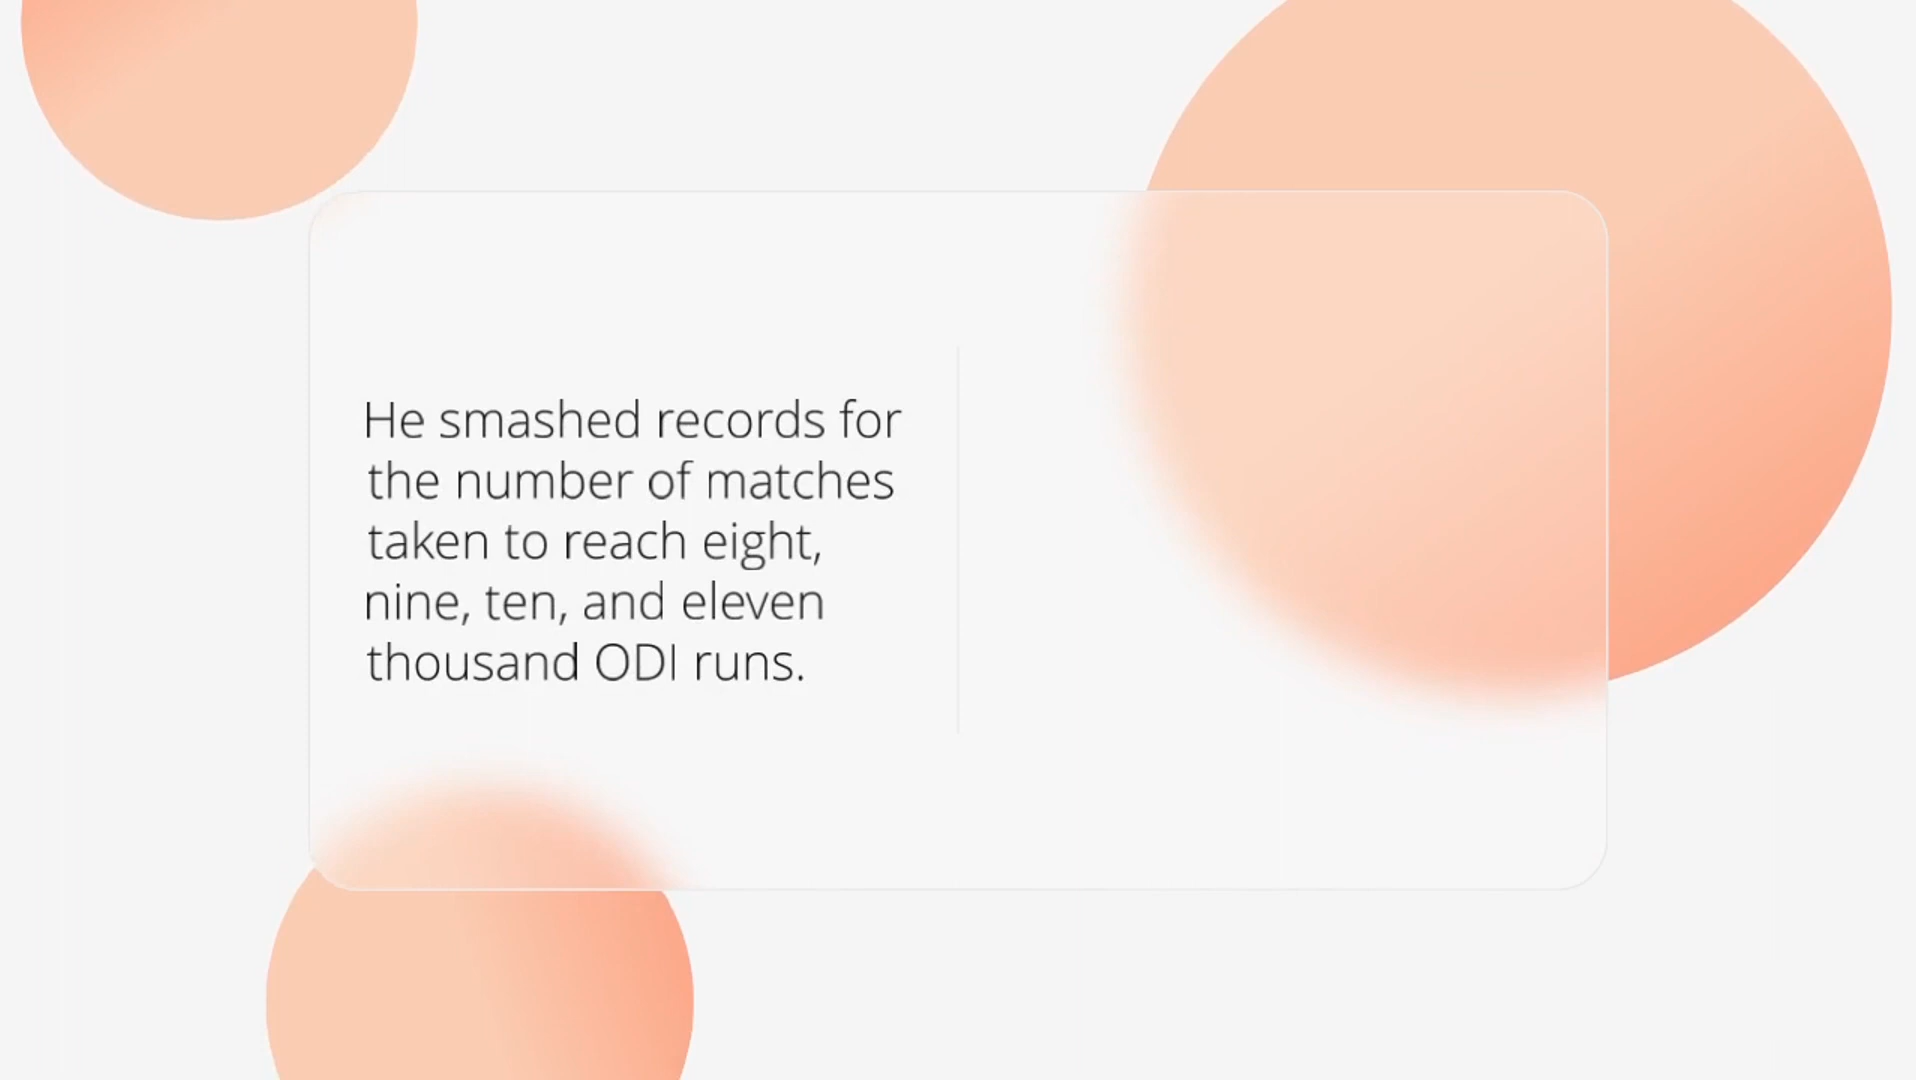 He smashed records for
the number of matches
taken to reach eight,
nine, ten, and eleven
thousand ODI runs.